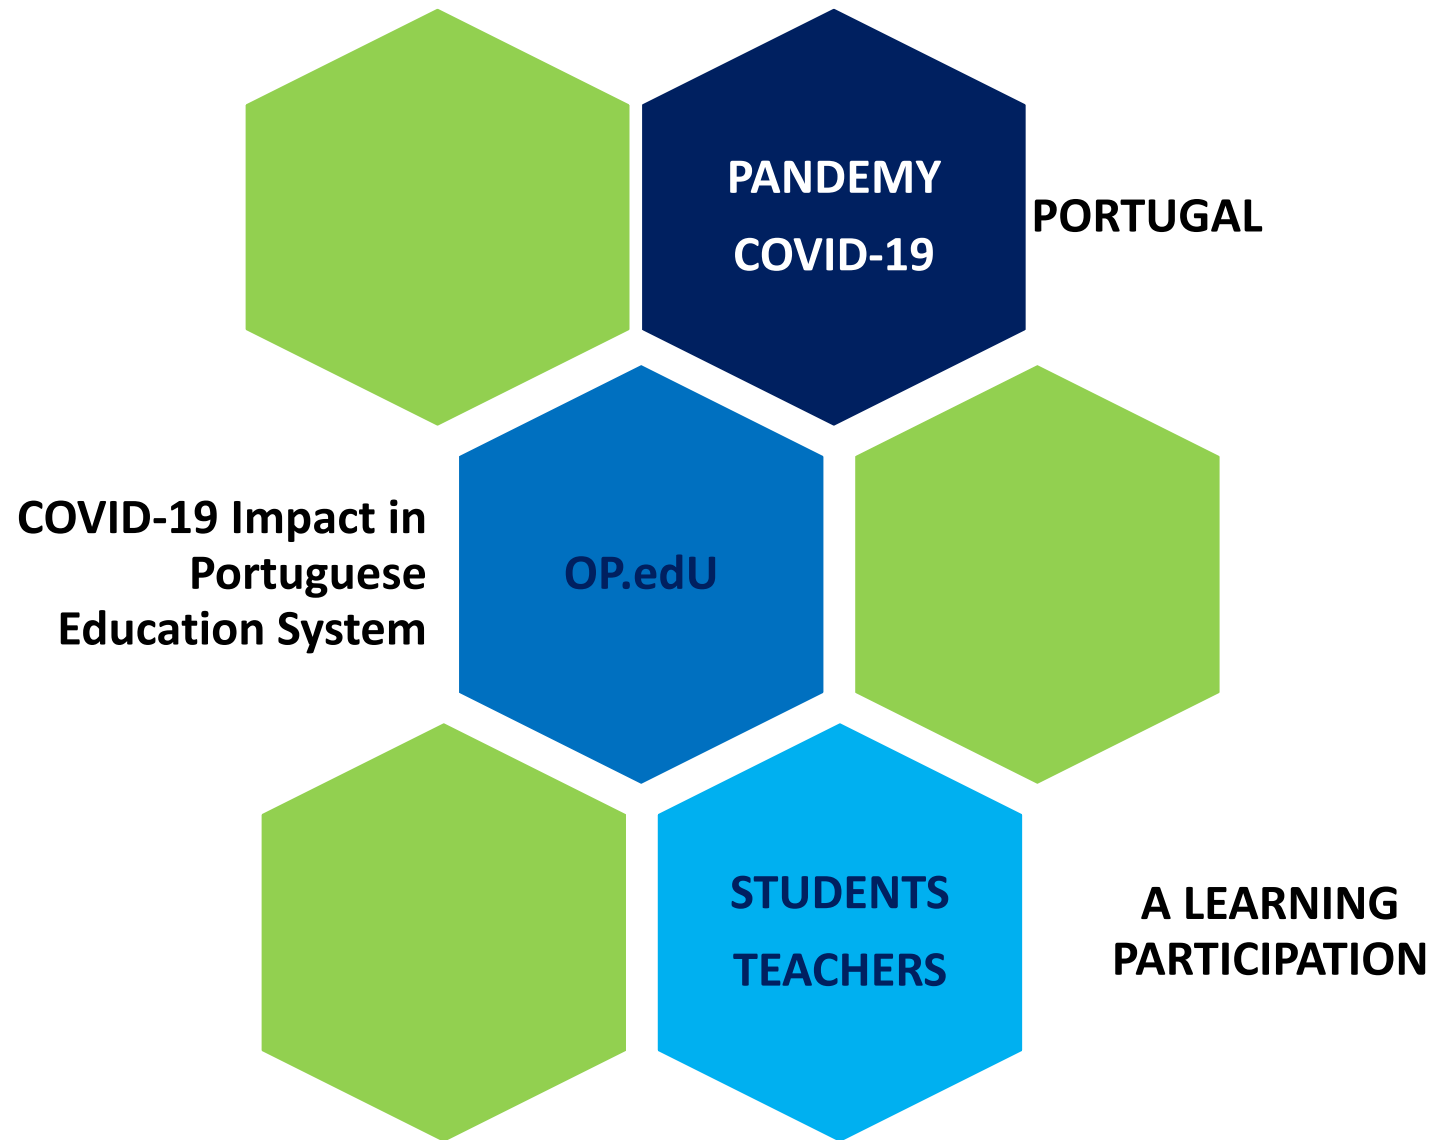 PANDEMY
COVID-19
PORTUGAL
COVID-19 Impact in
Portuguese
Education System
OP.edU
STUDENTS
TEACHERS
A LEARNING
PARTICIPATION